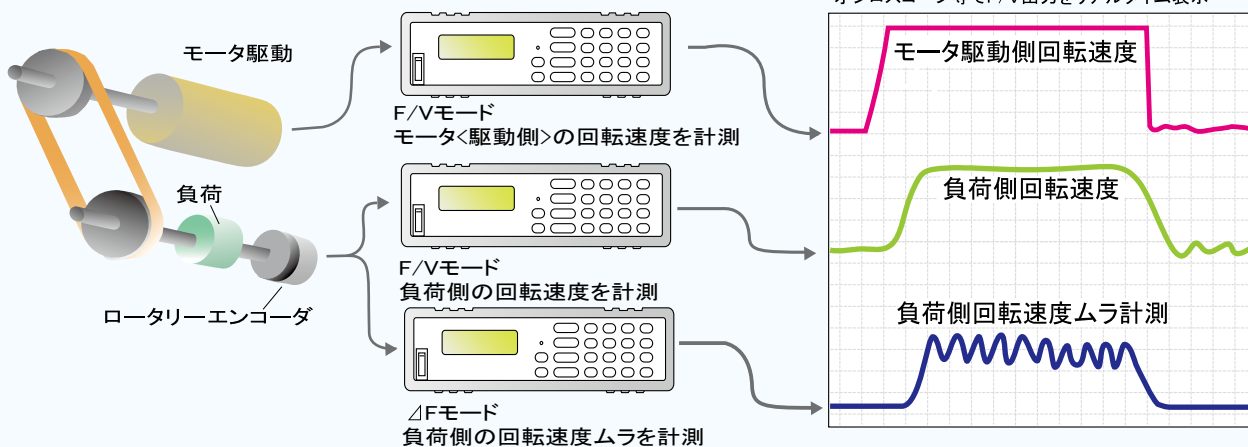 モータ駆動
負荷
ロータリーエンコーダ
F/Vモード
モータ<駆動側>の回転速度を計測
F/Vモード
負荷側の回転速度を計測
⊿Fモード
負荷側の回転速度ムラを計測
モータ駆動側回転速度
負荷側回転速度
負荷側回転速度ムラ計測